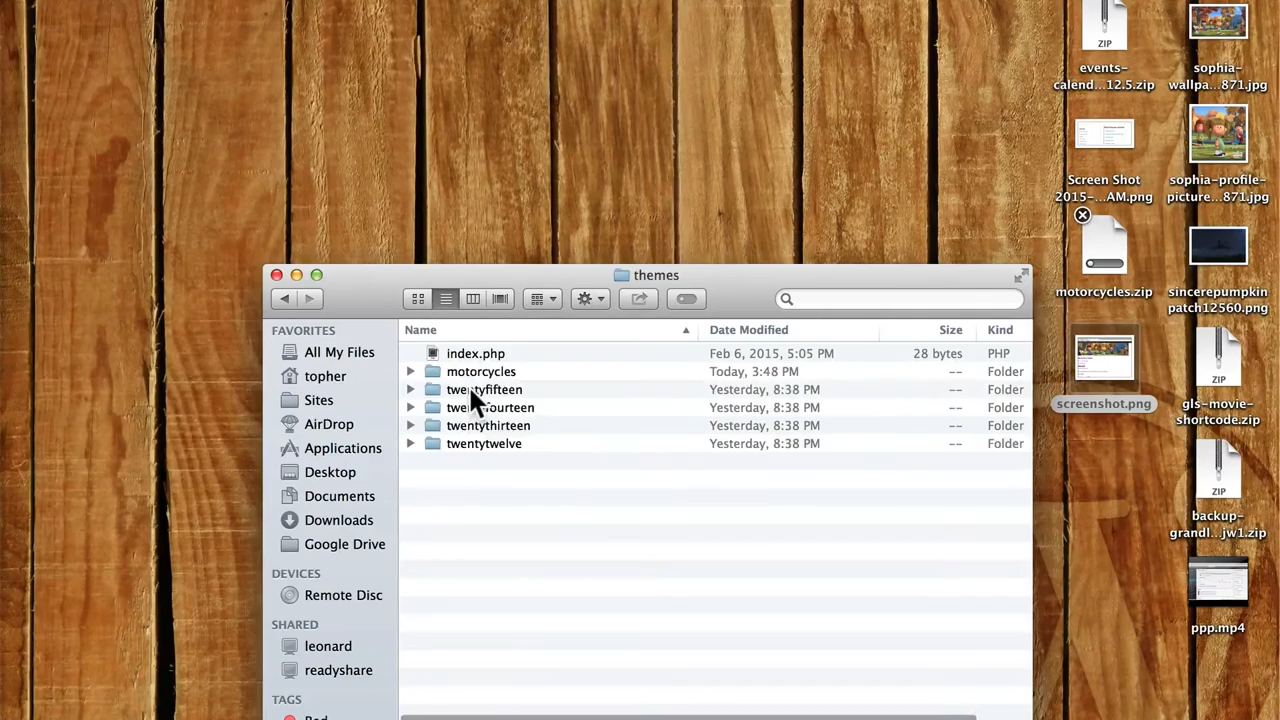 ZIP
events-
calend...12.5.zip
sophia-
wallpa...871.jpg
Screen Shot
2015-...AM.png
sophia-profile-
picture...871.jpg
motorcycles.zip
sincerepumpkin
patch12560.png
screenshot.png
ZIP
gls-movie-
shortcode.zip
ZIP
backup-
grandl...jw1.zip
ppp.mp4
themes
FAVORITES
All My Files
topher
Sites
AirDrop
Applications
Desktop
Documents
Downloads
Google Drive
DEVICES
Remote Disc
SHARED
leonard
readyshare
TAGS
Red
Name Date Modified Size Kind
index.php Feb 6, 2015, 5:05 PM 28 bytes PHP
motorcycles Today, 3:48 PM -- Folder
twentyfifteen Yesterday, 8:38 PM -- Folder
twentyfourteen Yesterday, 8:38 PM -- Folder
twentythirteen Yesterday, 8:38 PM -- Folder
twentytwelve Yesterday, 8:38 PM -- Folder